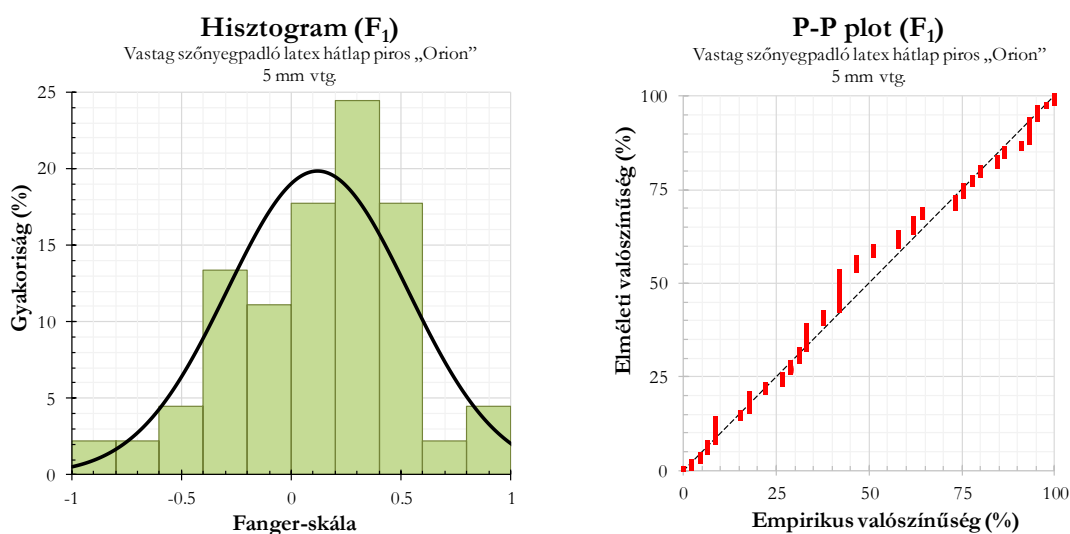 Hisztogram (F₁)
Vastag szőnyegpadló latex hátlap piros „Orion”
5 mm vtg.
25
20
15
10
5
0
Gyakoriság (%)
-1 -0.5 0 0.5 1
Fanger-skála
P-P plot (F₁)
Vastag szőnyegpadló latex hátlap piros „Orion”
5 mm vtg.
100
75
50
25
0
Elméleti valószínűség (%)
0 25 50 75 100
Empirikus valószínűség (%)